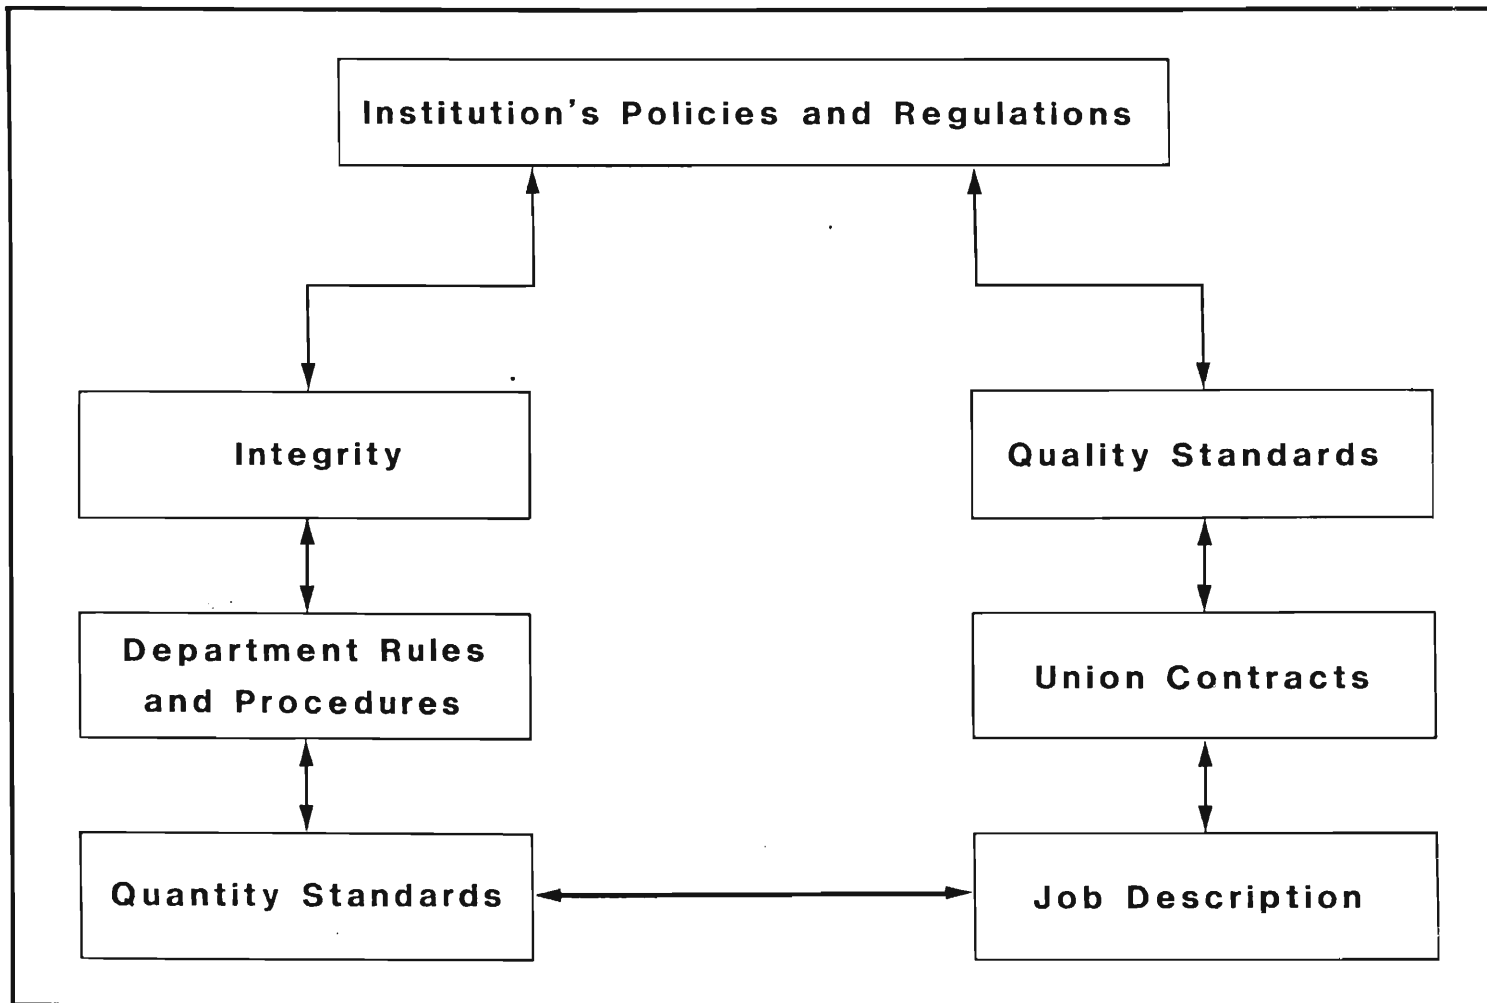 Institution's Policies and Regulations
Integrity
Quality Standards
Department Rules
and Procedures
Union Contracts
Quantity Standards
Job Description